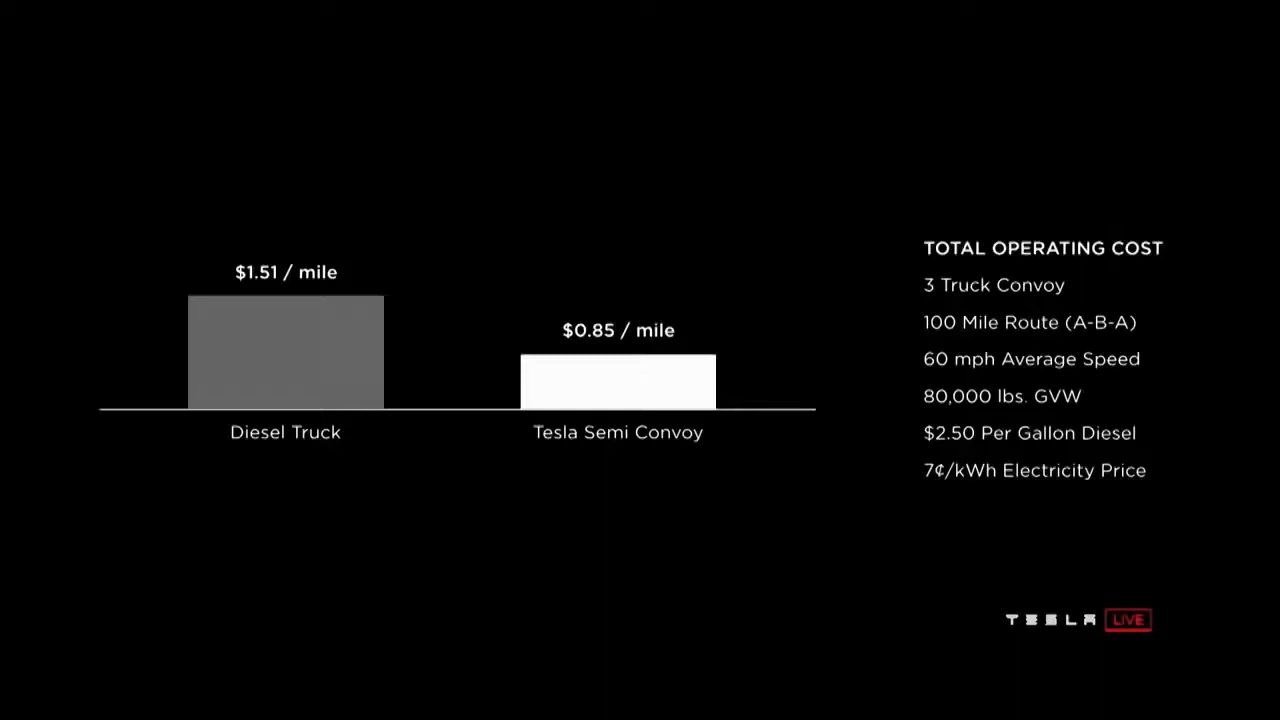 $1.51 / mile
$0.85 / mile
Diesel Truck
Tesla Semi Convoy
TOTAL OPERATING COST
3 Truck Convoy
100 Mile Route (A-B-A)
60 mph Average Speed
80,000 lbs. GVW
$2.50 Per Gallon Diesel
7¢/kWh Electricity Price
TESLA LIVE